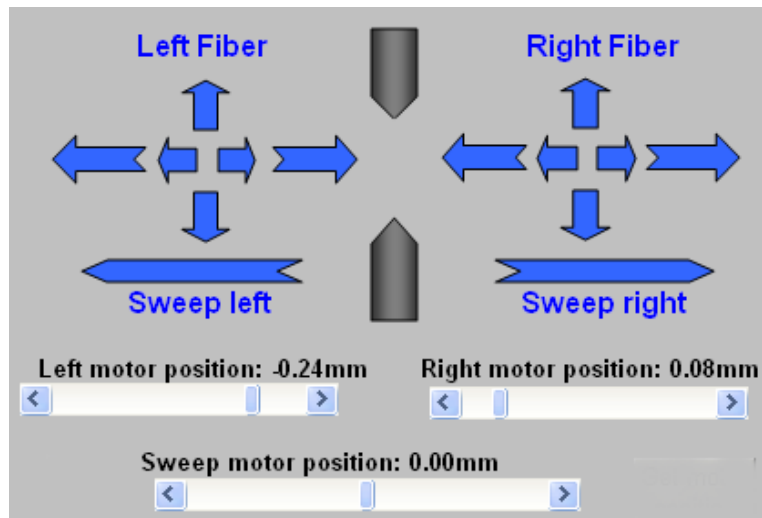 Left Fiber
Right Fiber
Sweep left
Sweep right
Left motor position: -0.24mm
Right motor position: 0.08mm
Sweep motor position: 0.00mm